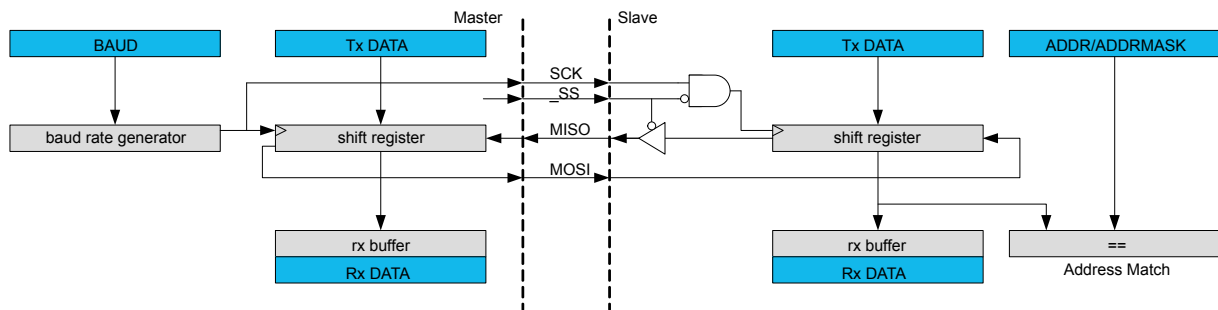 Master
Slave
BAUD
Tx DATA
Tx DATA
ADDR/ADDRMASK
SCK
_SS
baud rate generator
shift register
MISO
shift register
MOSI
rx buffer
rx buffer
==
Rx DATA
Rx DATA
Address Match